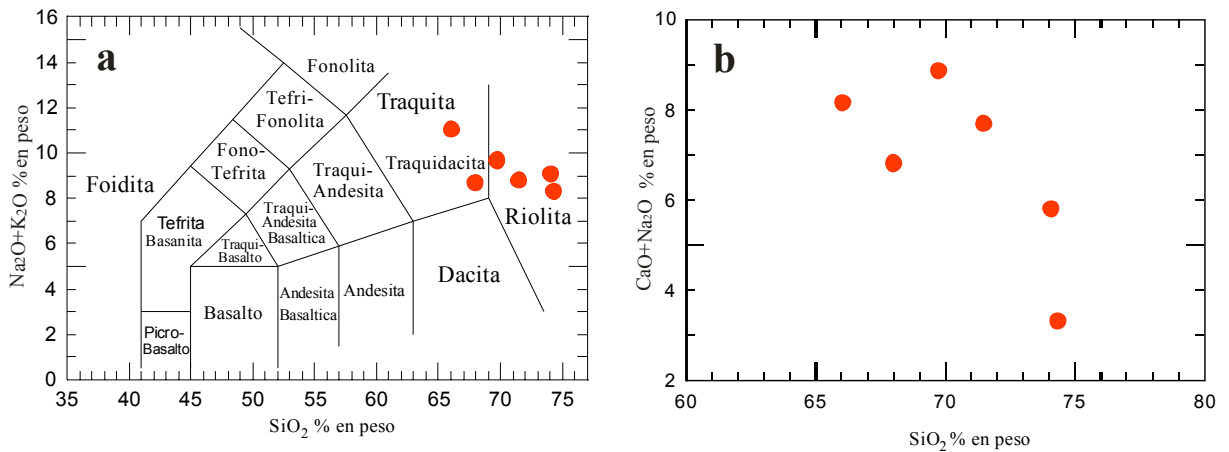 a
16
14
12
10
8
6
4
2
0
Na₂O+K₂O % en peso
Fonolita
Tefri-
Fonolita
Traquita
Fono-
Tefrita
Foidita
Traqui-
Andesita
Traquidacita
Tefrita
Basanita
Traqui-
Andesita
Basaltica
Riolita
Traqui-
Basalto
Dacita
Basalto
Andesita
Basaltica
Andesita
Picro-
Basalto
35 40 45 50 55 60 65 70 75
SiO₂ % en peso
b
10
8
6
4
2
CaO+Na₂O % en peso
60 65 70 75 80
SiO₂ % en peso